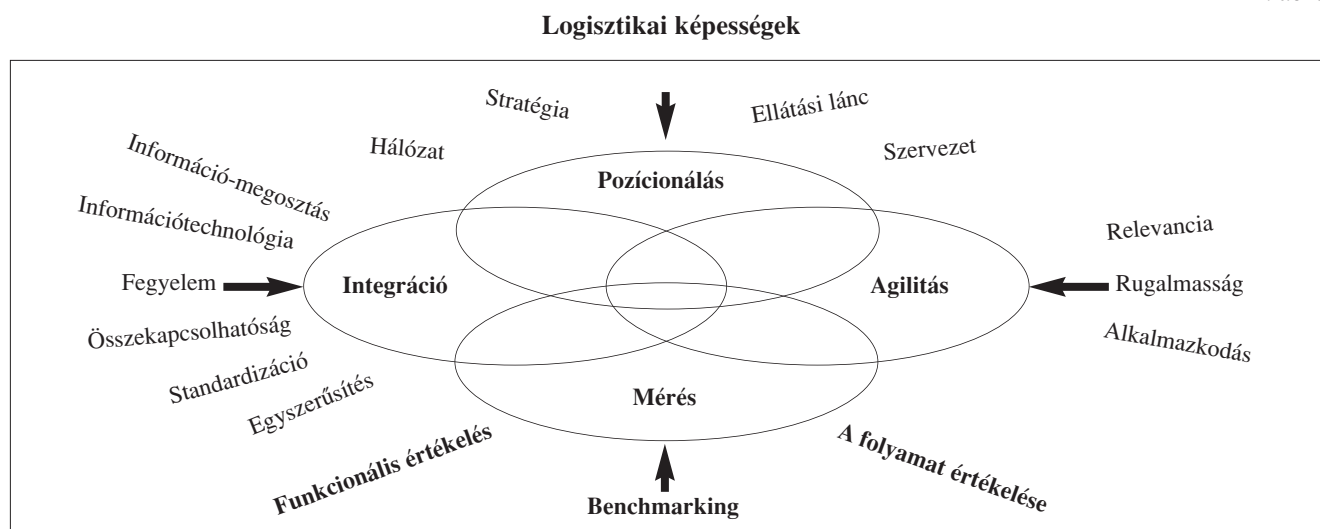 Logisztikai képességek
Stratégia
Ellátási lánc
Hálózat
Szervezet
Információ-megosztás
Pozícionálás
Információtechnológia
Relevancia
Fegyelem
Integráció
Agilitás
Rugalmasság
Összekapcsolhatóság
Alkalmazkodás
Standardizáció
Egyszerűsítés
Mérés
Funkcionális értékelés
A folyamat értékelése
Benchmarking